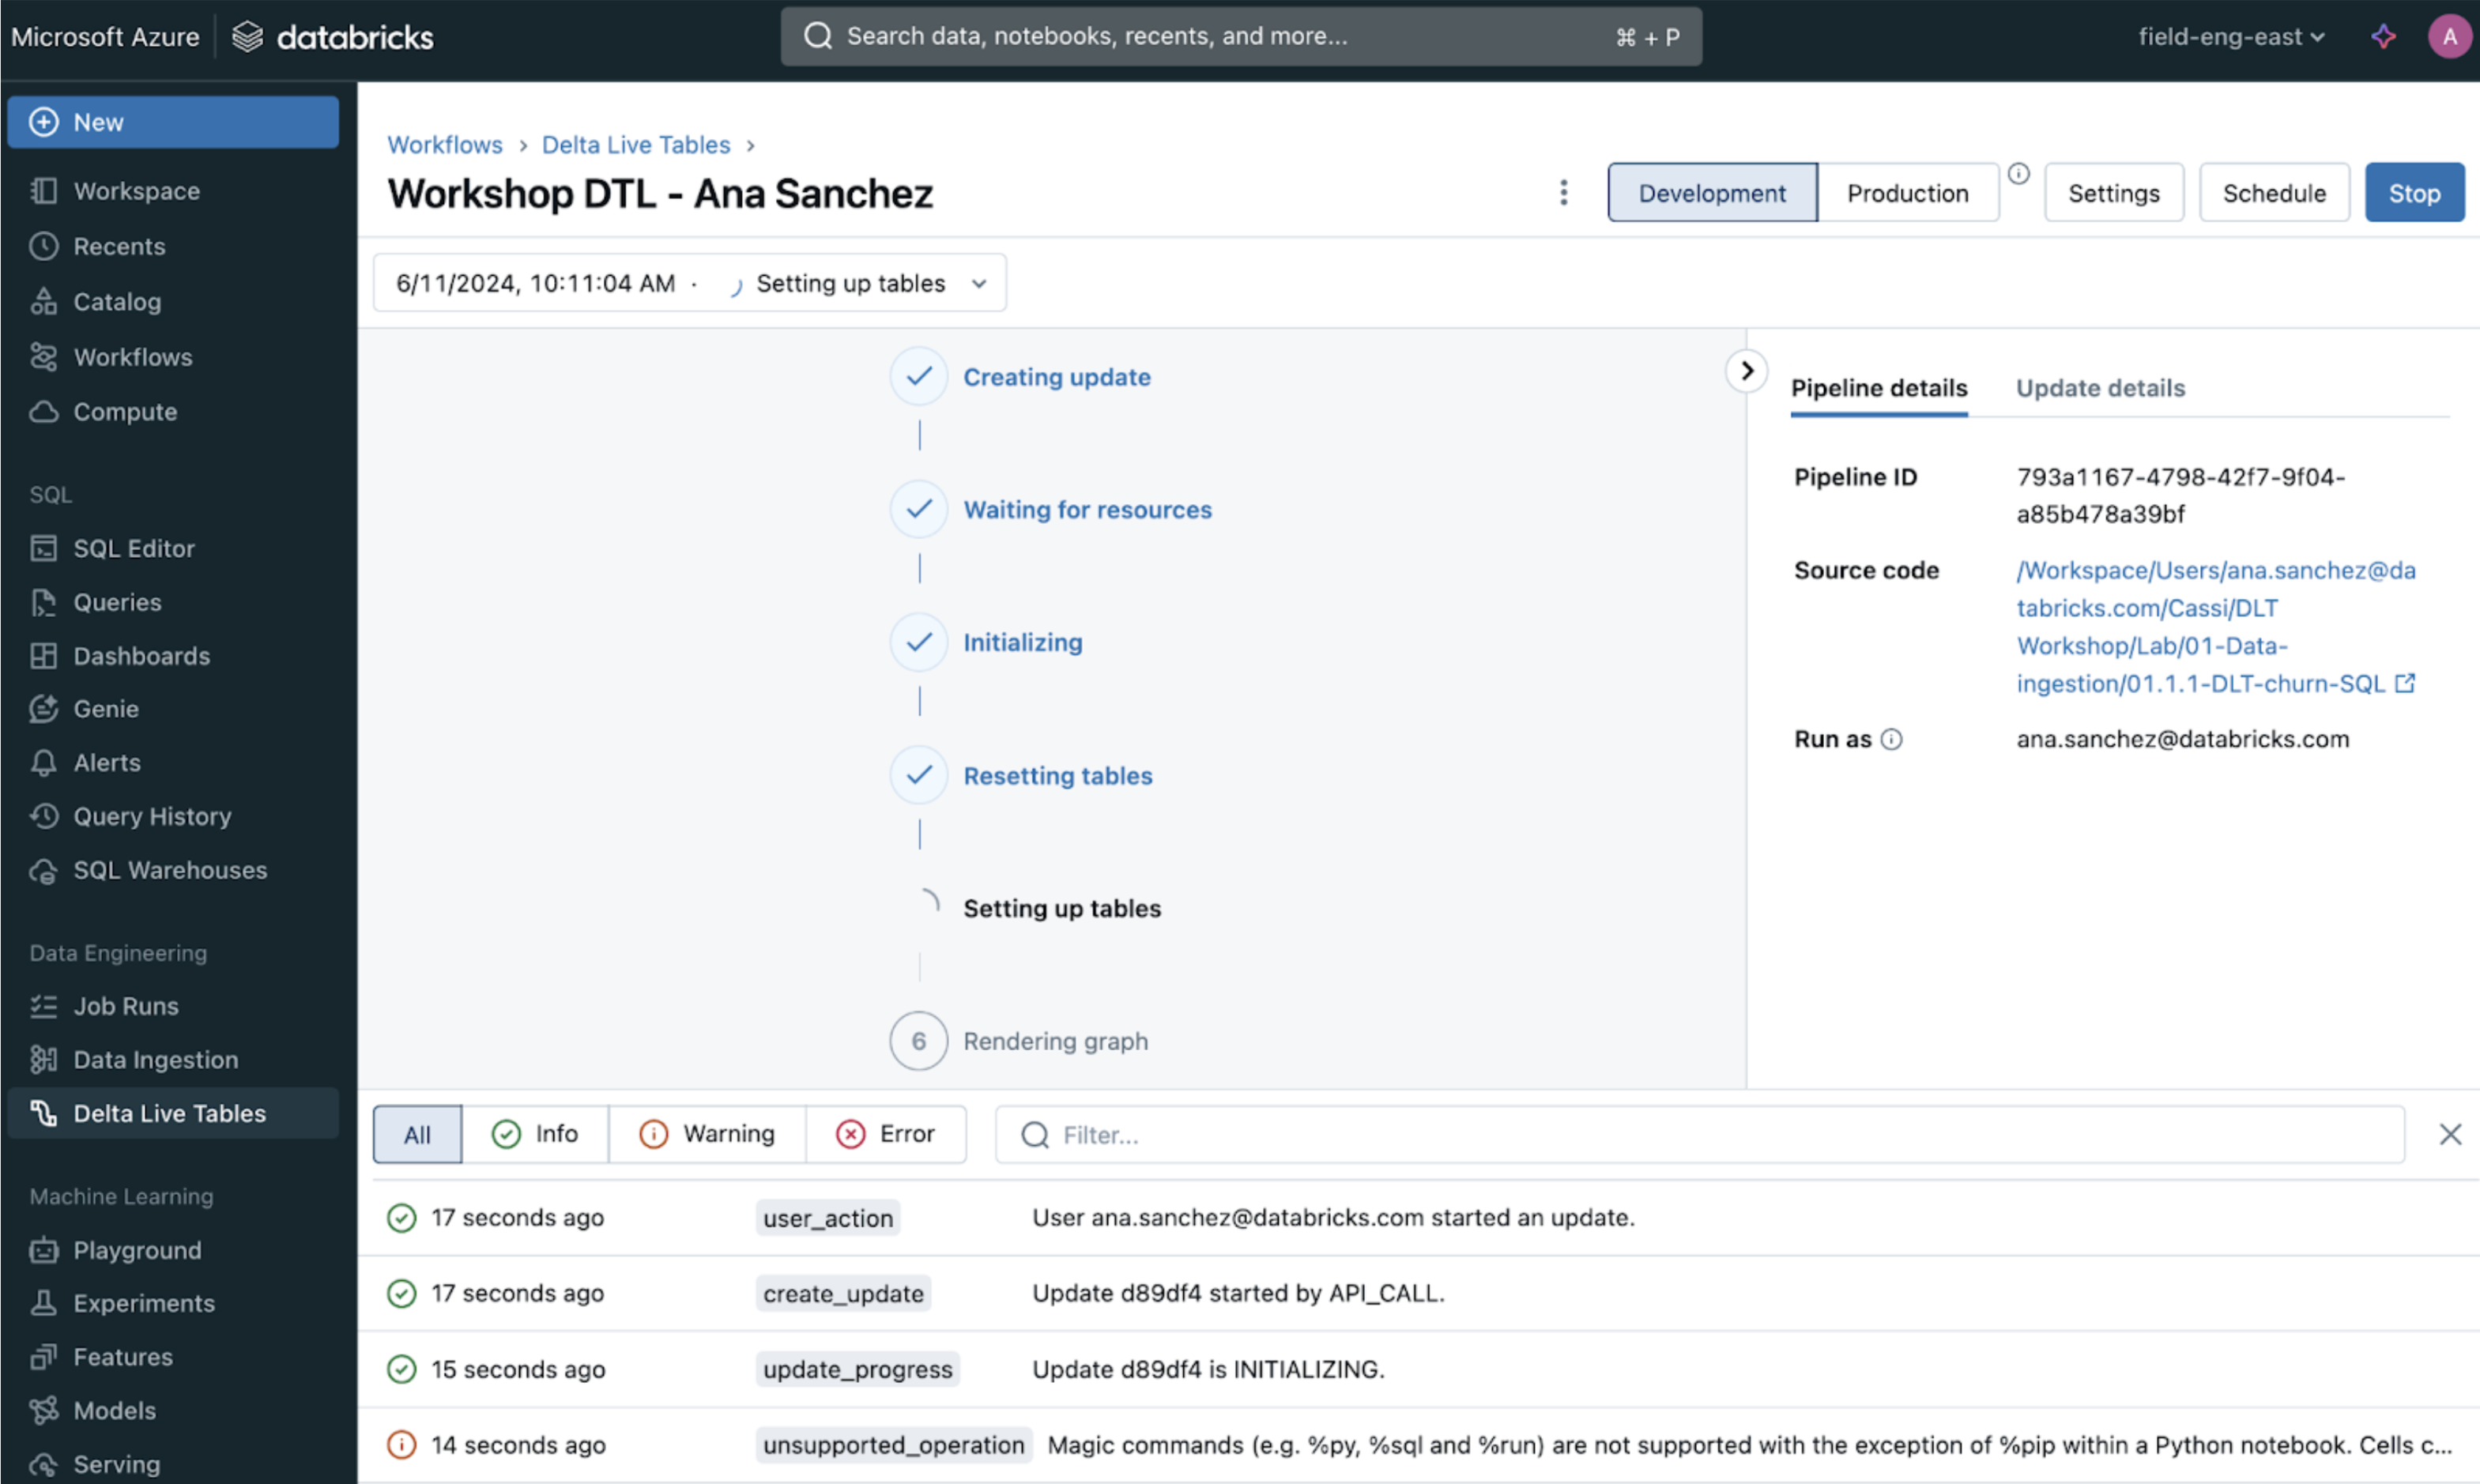 Microsoft Azure databricks
Search data, notebooks, recents, and more... ⌘ + P
field-eng-east
A
New
Workspace
Recents
Catalog
Workflows
Compute
SQL
SQL Editor
Queries
Dashboards
Genie
Alerts
Query History
SQL Warehouses
Data Engineering
Job Runs
Data Ingestion
Delta Live Tables
Machine Learning
Playground
Experiments
Features
Models
Serving
Workflows > Delta Live Tables >
Workshop DTL - Ana Sanchez
Development Production Settings Schedule Stop
6/11/2024, 10:11:04 AM · Setting up tables
Creating update
Waiting for resources
Initializing
Resetting tables
Setting up tables
6 Rendering graph
Pipeline details Update details
Pipeline ID 793a1167-4798-42f7-9f04-
a85b478a39bf
Source code /Workspace/Users/ana.sanchez@da
tabricks.com/Cassi/DLT
Workshop/Lab/01-Data-
ingestion/01.1.1-DLT-churn-SQL
Run as ana.sanchez@databricks.com
All Info Warning Error Filter...
17 seconds ago user_action User ana.sanchez@databricks.com started an update.
17 seconds ago create_update Update d89df4 started by API_CALL.
15 seconds ago update_progress Update d89df4 is INITIALIZING.
14 seconds ago unsupported_operation Magic commands (e.g. %py, %sql and %run) are not supported with the exception of %pip within a Python notebook. Cells c...